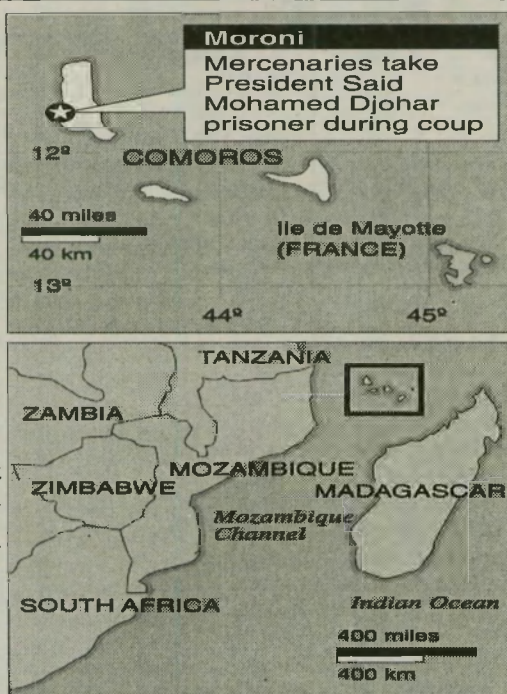 Moroni
Mercenaries take
President Said
Mohamed Djohar
prisoner during coup
12º
COMOROS
40 miles
40 km
Ile de Mayotte
(FRANCE)
13º
44º
45º
TANZANIA
ZAMBIA
MOZAMBIQUE
ZIMBABWE
MADAGASCAR
Mozambique
Channel
SOUTH AFRICA
Indian Ocean
400 miles
400 km